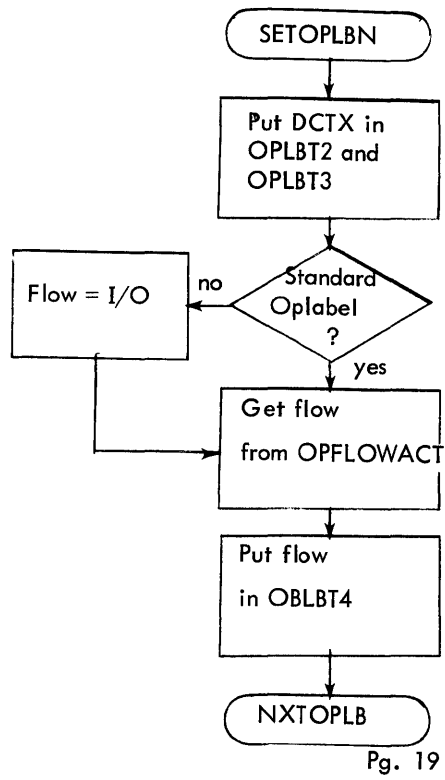 SETOPLBN
Put DCTX in
OPLBT2 and
OPLBT3
Standard
Oplabel
?
no
Flow = I/O
yes
Get flow
from OPFLOWACT
Put flow
in OBLBT4
NXTOPLB
Pg. 19